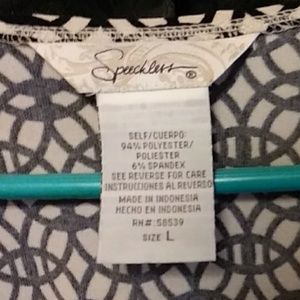 Speechless ®
SELF/CUERPO:
94% POLYESTER/
POLIESTER
6% SPANDEX
SEE REVERSE FOR CARE
INSTRUCCIONES AL REVERSO
MADE IN INDONESIA
HECHO EN INDONESIA
RN#: 58539
SIZE L